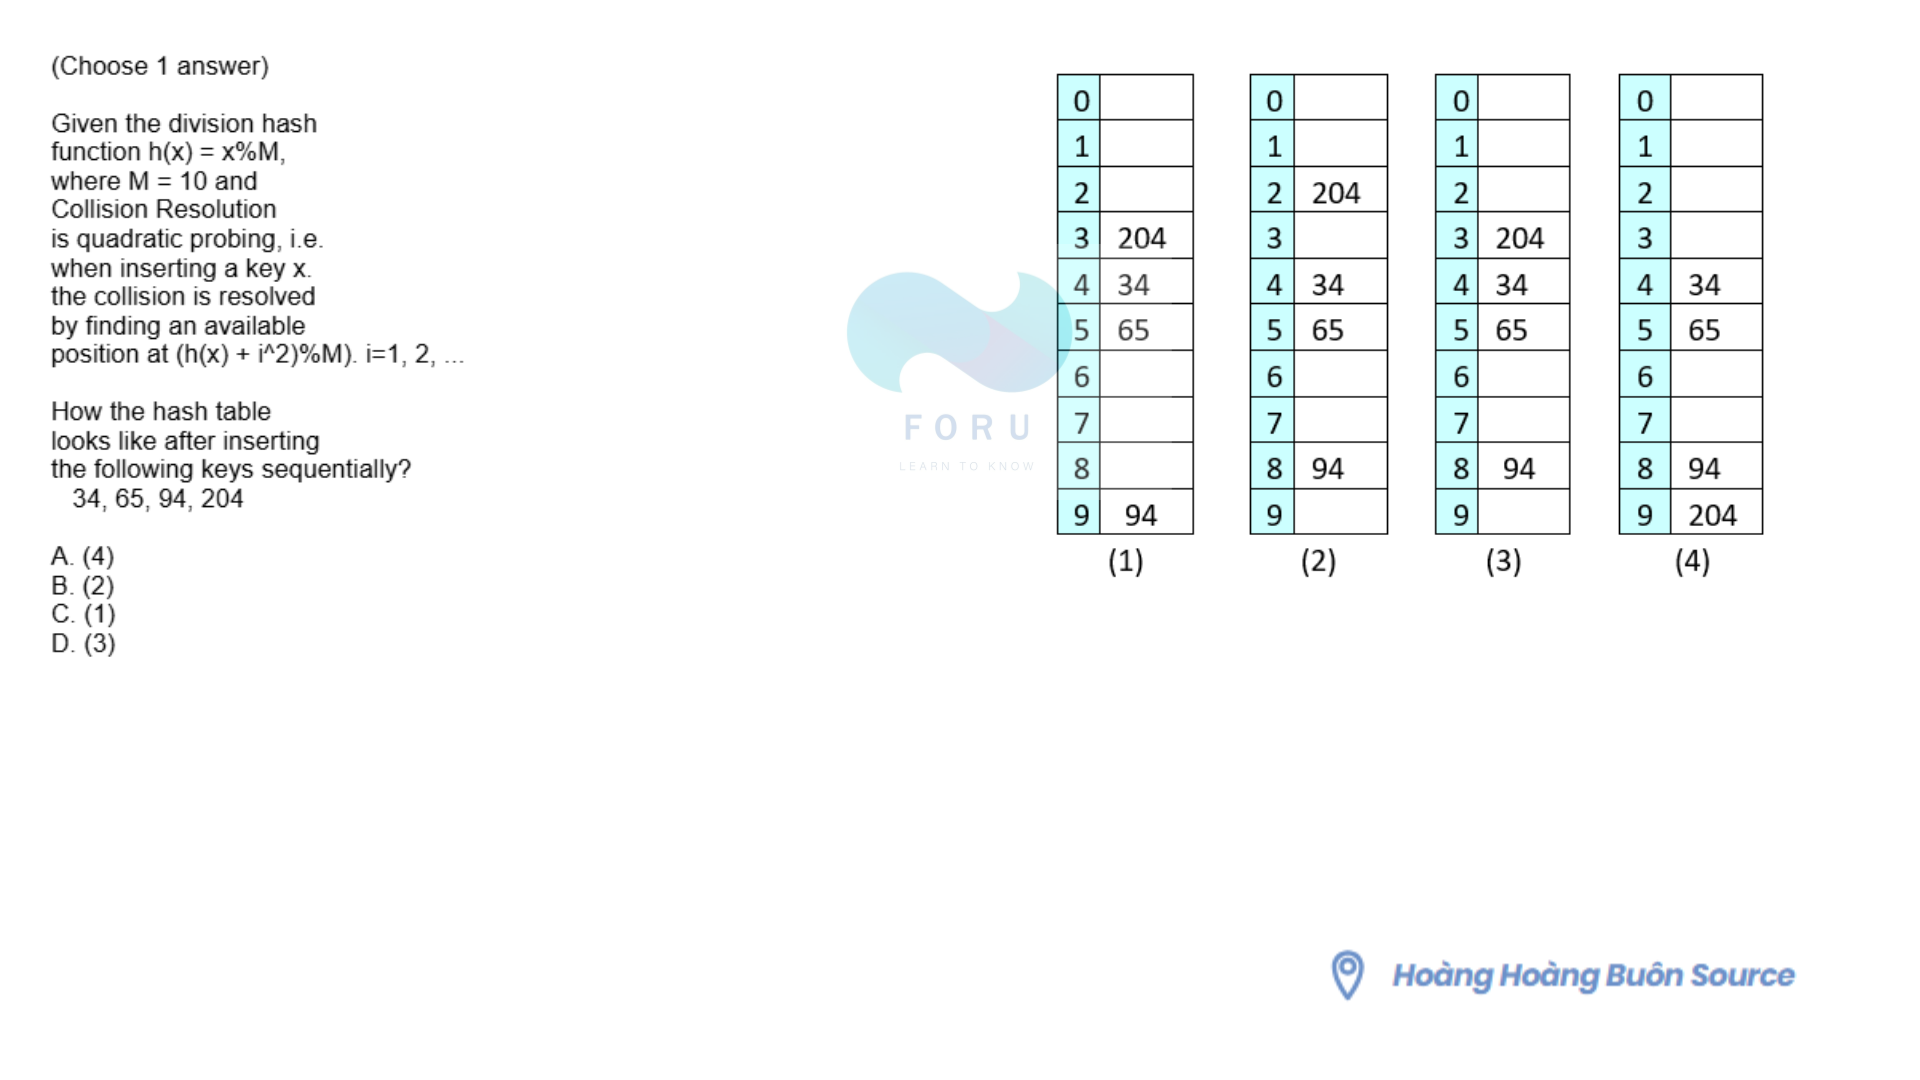 (Choose 1 answer)
Given the division hash
function h(x) = x%M,
where M = 10 and
Collision Resolution
is quadratic probing, i.e.
when inserting a key x.
the collision is resolved
by finding an available
position at (h(x) + i^2)%M). i=1, 2, ...
How the hash table
looks like after inserting
the following keys sequentially?
34, 65, 94, 204
A. (4)
B. (2)
C. (1)
D. (3)
0
1
2
3 204
4 34
5 65
6
7
8
9 94
(1)
0
1
2 204
3
4 34
5 65
6
7
8 94
9
(2)
0
1
2
3 204
4 34
5 65
6
7
8 94
9
(3)
0
1
2
3
4 34
5 65
6
7
8 94
9 204
(4)
FORU
LEARN TO KNOW
Hoàng Hoàng Buôn Source